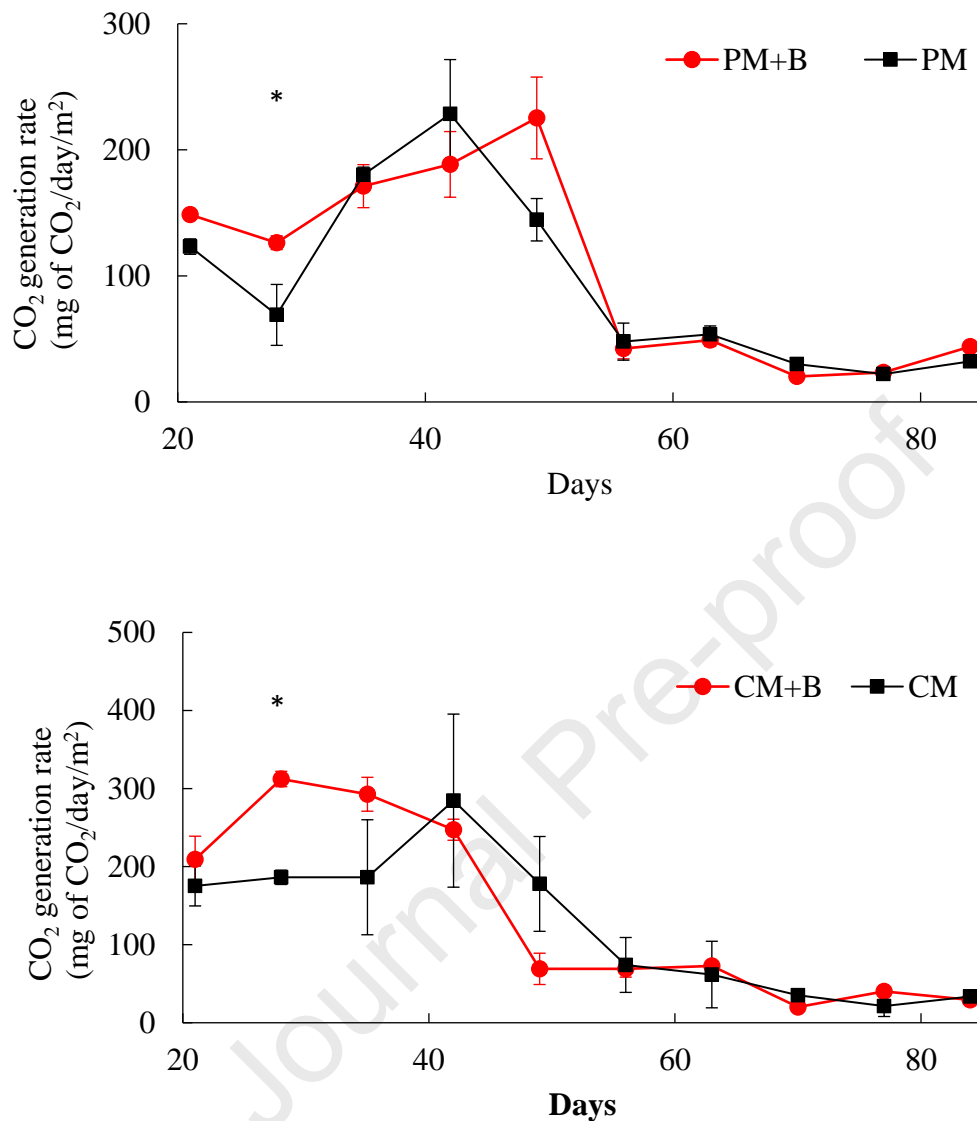 300
200
100
0
20
40
60
80
CO₂ generation rate
(mg of CO₂/day/m²)
Days
PM+B
PM
*
500
400
300
200
100
0
20
40
60
80
CO₂ generation rate
(mg of CO₂/day/m²)
Days
CM+B
CM
*
Journal Pre-proof